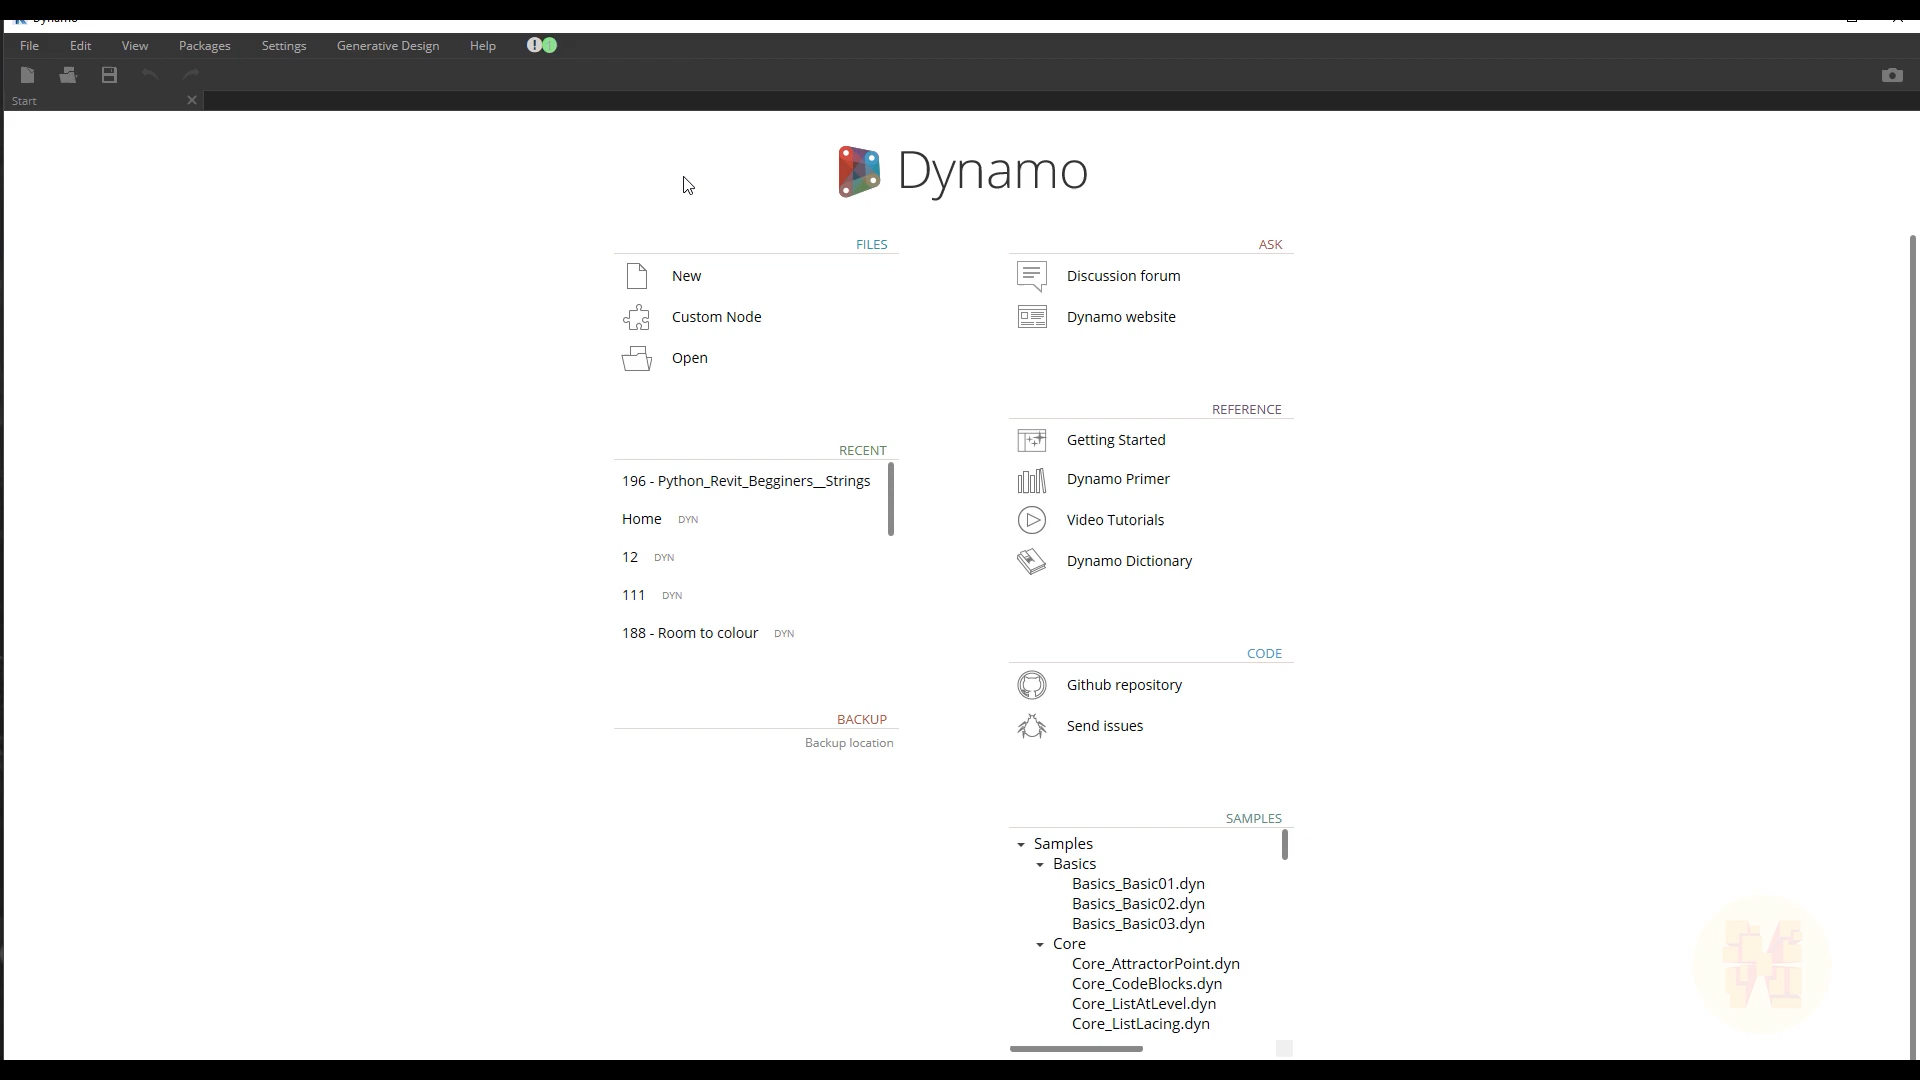 Dynamo
File Edit View Packages Settings Generative Design Help
Start
Dynamo
FILES
New
Custom Node
Open
RECENT
196 - Python_Revit_Begginers__Strings
Home DYN
12 DYN
111 DYN
188 - Room to colour DYN
BACKUP
Backup location
ASK
Discussion forum
Dynamo website
REFERENCE
Getting Started
Dynamo Primer
Video Tutorials
Dynamo Dictionary
CODE
Github repository
Send issues
SAMPLES
Samples
Basics
Basics_Basic01.dyn
Basics_Basic02.dyn
Basics_Basic03.dyn
Core
Core_AttractorPoint.dyn
Core_CodeBlocks.dyn
Core_ListAtLevel.dyn
Core_ListLacing.dyn